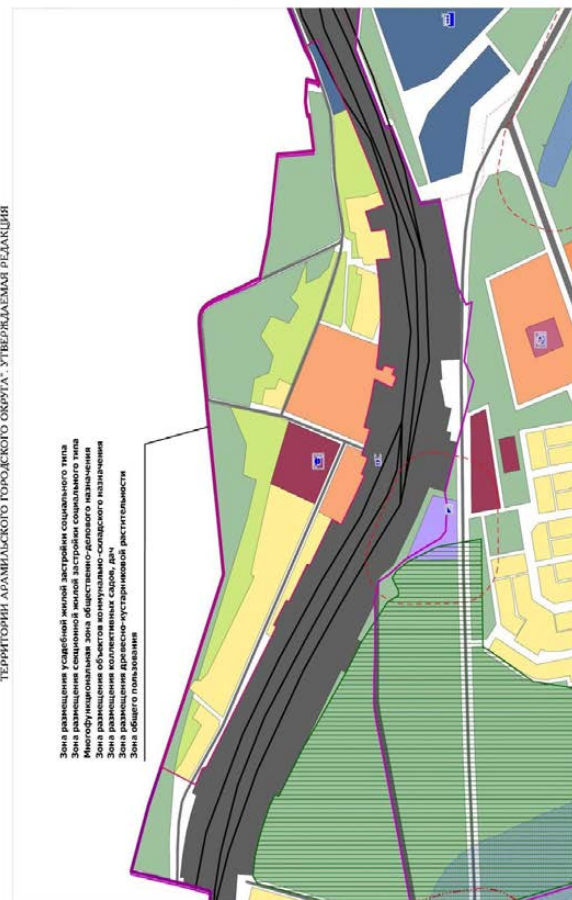 ТЕРРИТОРИИ АРАМИЛЬСКОГО ГОРОДСКОГО ОКРУГА". УТВЕРЖДАЕМАЯ РЕДАКЦИЯ
Зона размещения усадебной жилой застройки социального типа
Зона размещения секционной жилой застройки социального типа
Многофункциональная зона общественно-делового назначения
Зона размещения объектов коммунально-складского назначения
Зона размещения коллективных садов, дач
Зона размещения древесно-кустарниковой растительности
Зона общего пользования